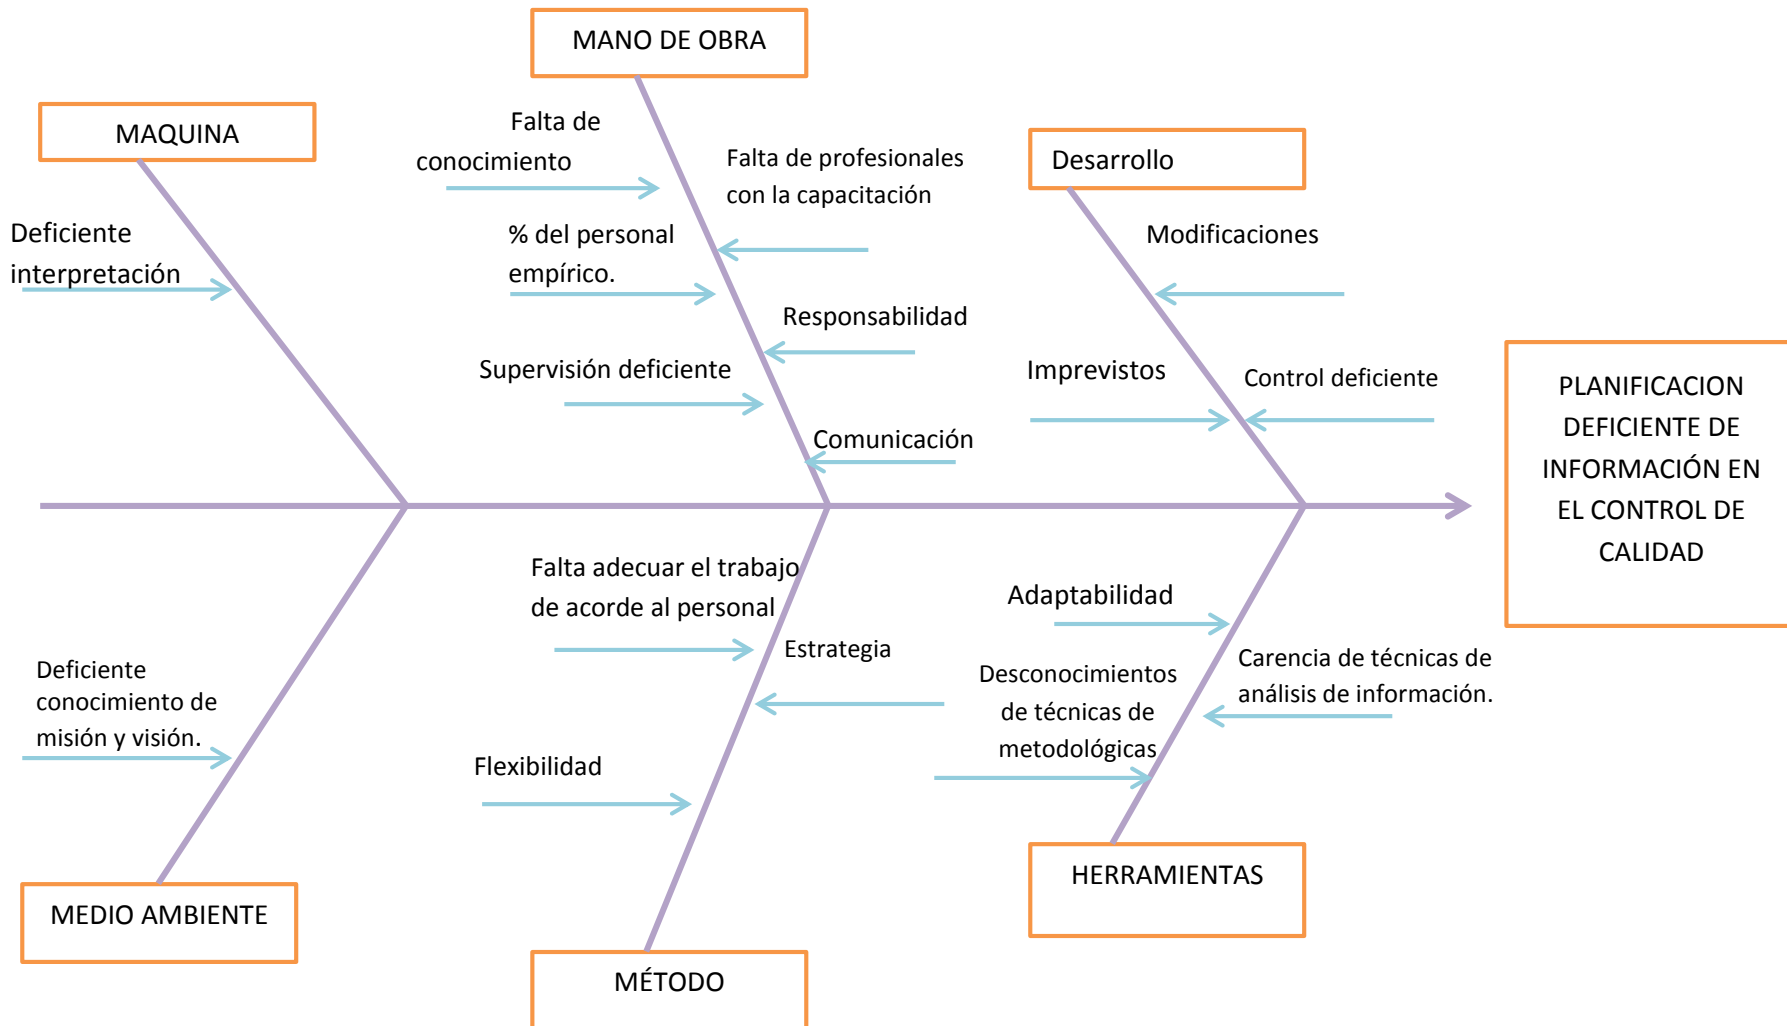 MANO DE OBRA
MAQUINA
Falta de
conocimiento
Falta de profesionales
con la capacitación
Desarrollo
Deficiente
interpretación
% del personal
empírico.
Modificaciones
Responsabilidad
Supervisión deficiente
Imprevistos
Control deficiente
Comunicación
PLANIFICACION
DEFICIENTE DE
INFORMACIÓN EN
EL CONTROL DE
CALIDAD
Falta adecuar el trabajo
de acorde al personal
Adaptabilidad
Estrategia
Deficiente
conocimiento de
misión y visión.
Desconocimientos
de técnicas de
metodológicas
Carencia de técnicas de
análisis de información.
Flexibilidad
HERRAMIENTAS
MEDIO AMBIENTE
MÉTODO